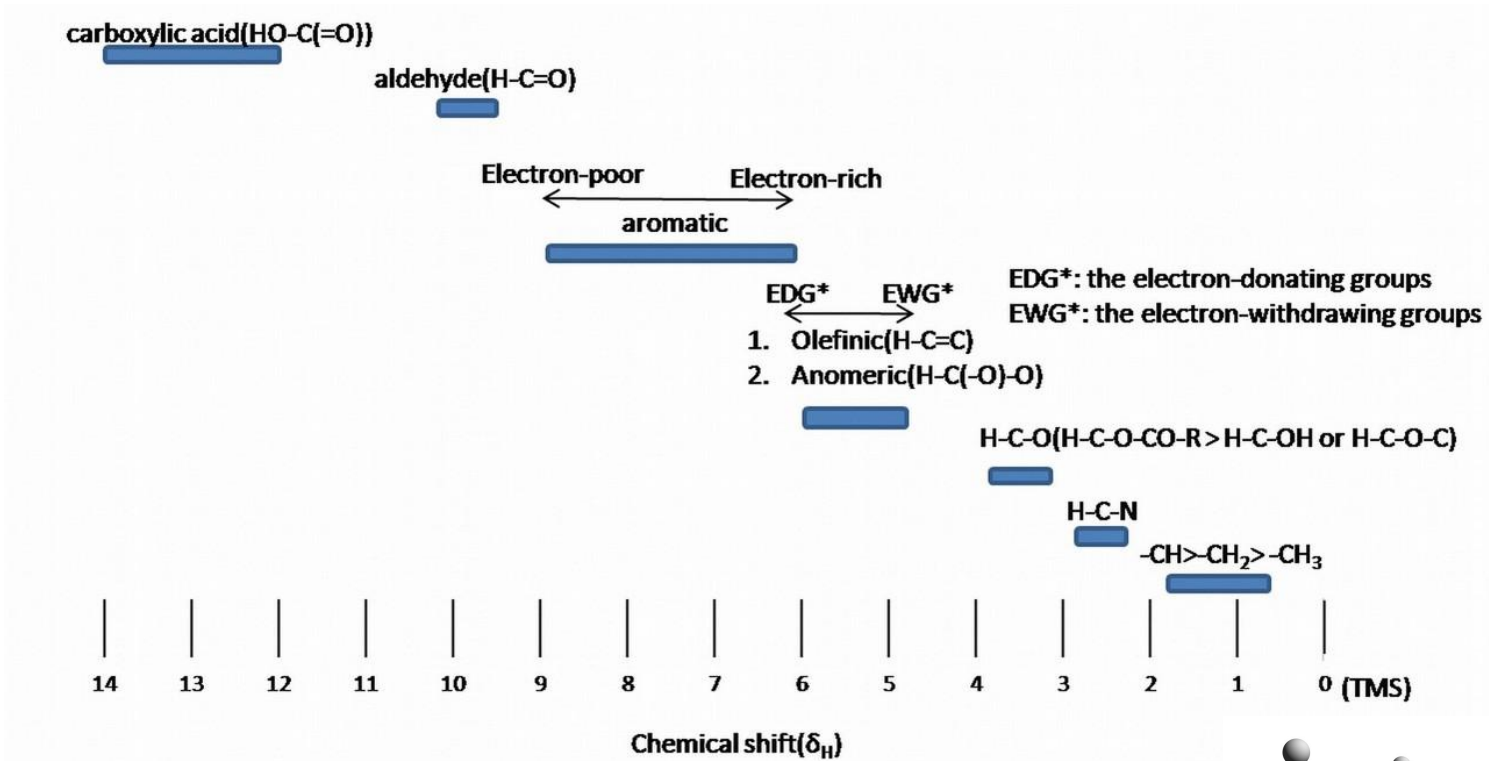 carboxylic acid(HO-C(=O))
aldehyde(H-C=O)
Electron-poor
Electron-rich
aromatic
EDG*
EWG*
EDG*: the electron-donating groups
EWG*: the electron-withdrawing groups
1. Olefinic(H-C=C)
2. Anomeric(H-C(-O)-O)
H-C-O(H-C-O-CO-R>H-C-OH or H-C-O-C)
H-C-N
-CH>-CH₂>-CH₃
14 13 12 11 10 9 8 7 6 5 4 3 2 1 0 (TMS)
Chemical shift(δH)